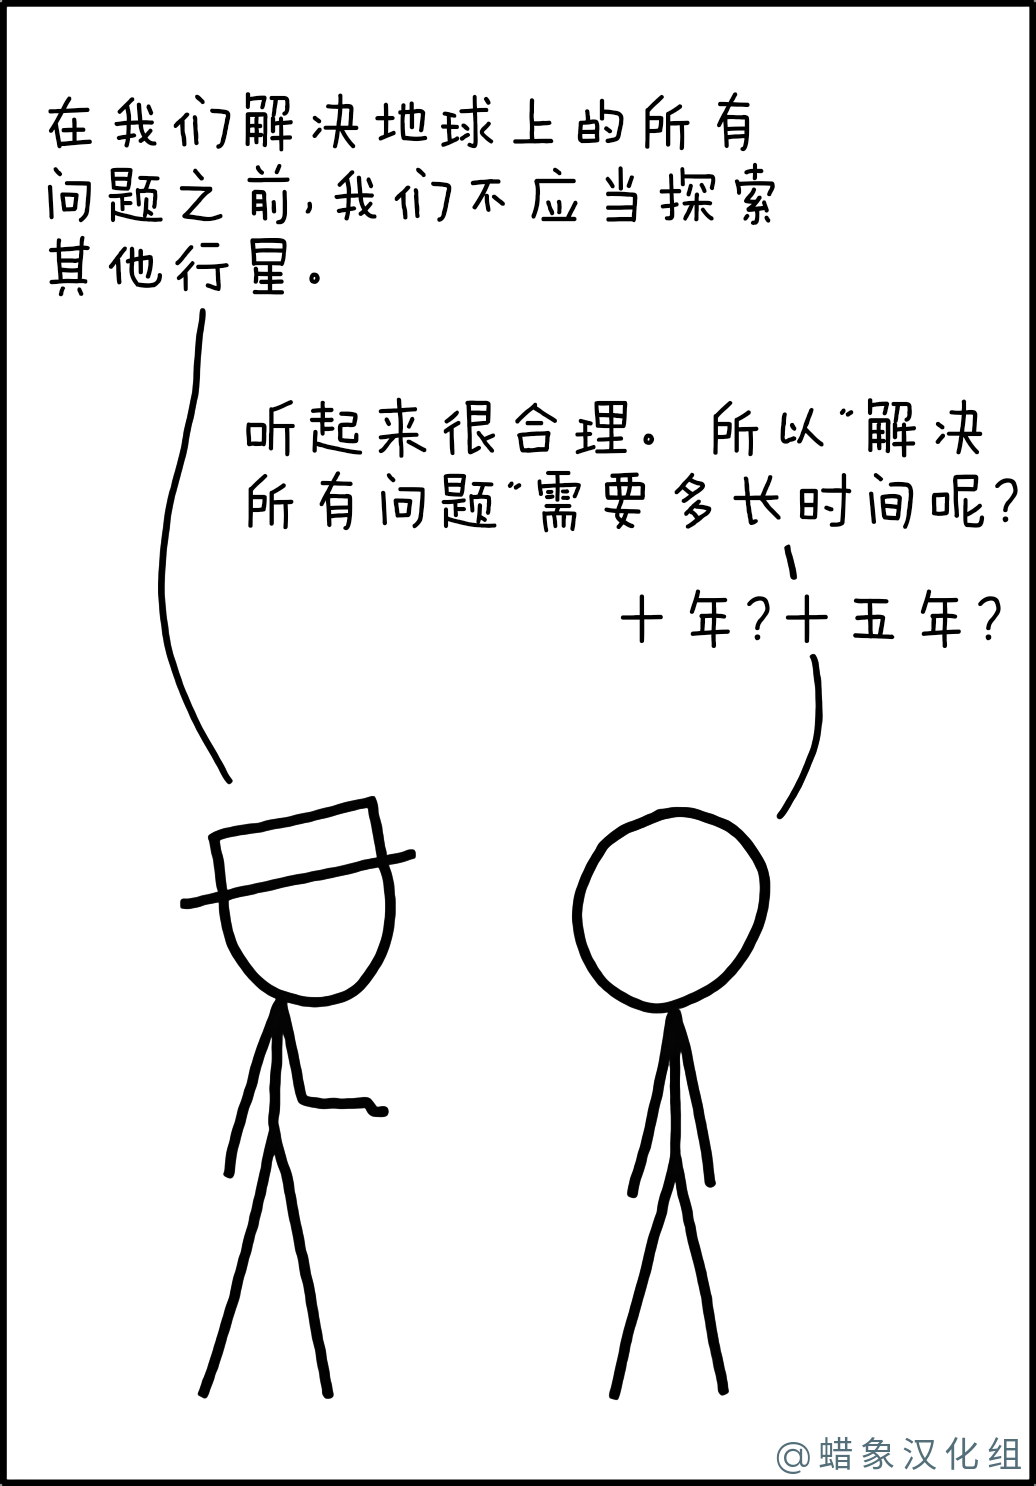 在我们解决地球上的所有
问题之前,我们不应当探索
其他行星。
听起来很合理。 所以“解决
所有问题”需要多长时间呢?
十年?十五年?
@蜡象汉化组